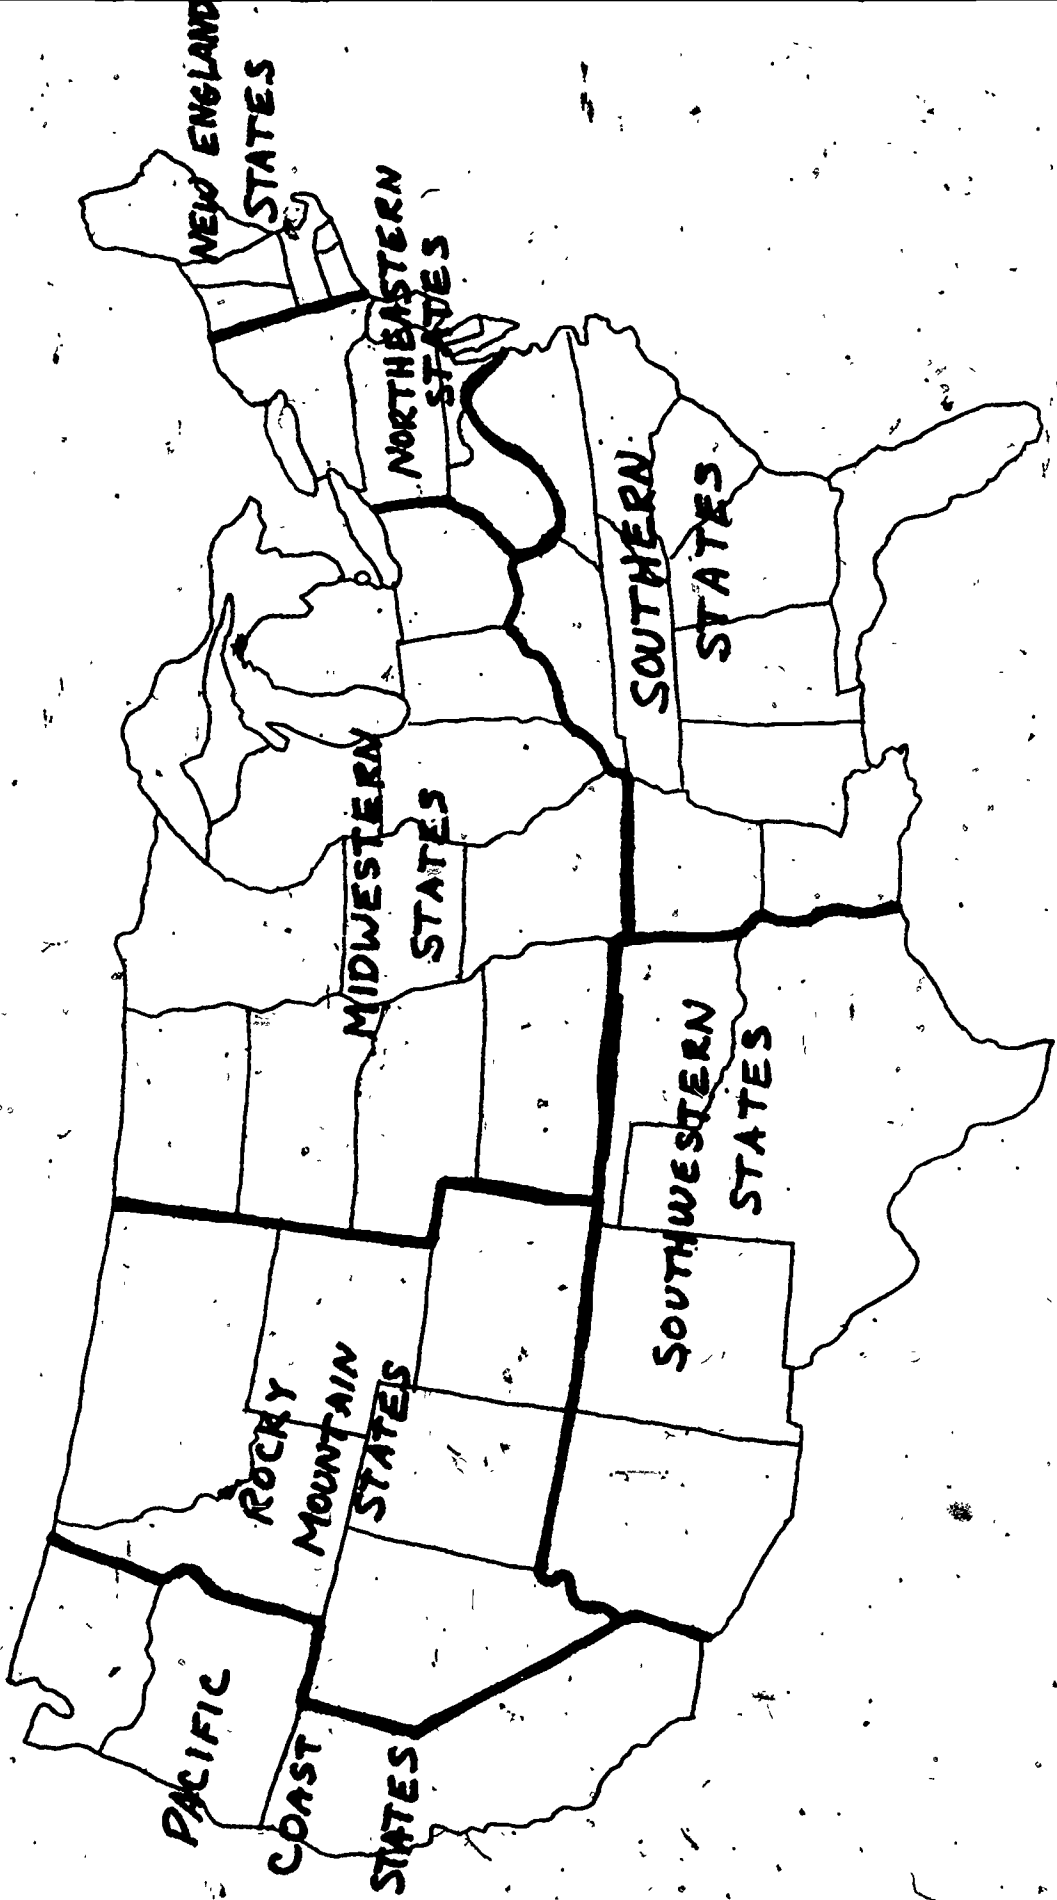 NEW ENGLAND
STATES
NORTHEASTERN
STATES
SOUTHERN
STATES
MIDWESTERN
STATES
SOUTHWESTERN
STATES
ROCKY
MOUNTAIN
STATES
PACIFIC
COAST
STATES